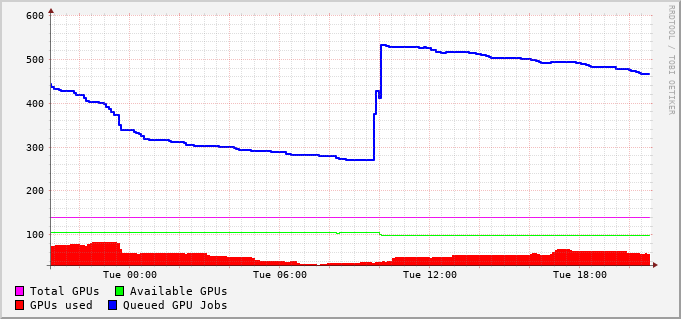 600
500
400
300
200
100
Tue 00:00 Tue 06:00 Tue 12:00 Tue 18:00
Total GPUs Available GPUs
GPUs used Queued GPU Jobs
RRDTOOL / TOBI OETIKER